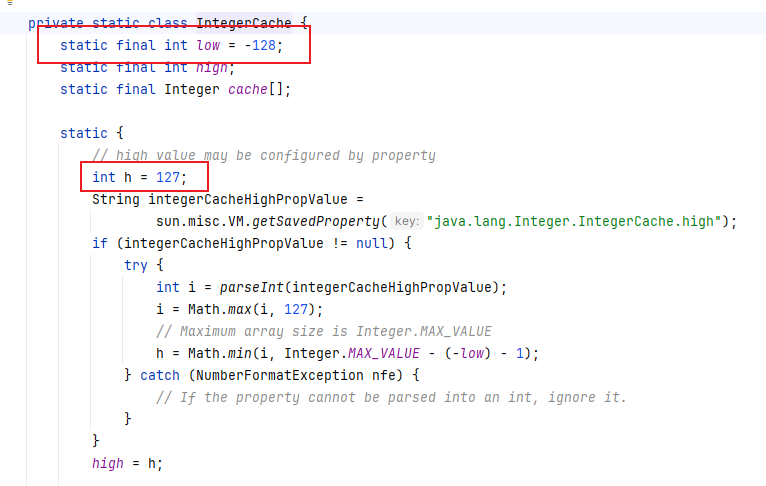 private static class IntegerCache {
static final int low = -128;
static final int high;
static final Integer cache[];
static {
// high value may be configured by property
int h = 127;
String integerCacheHighPropValue =
sun.misc.VM.getSavedProperty( key: "java.lang.Integer.IntegerCache.high");
if (integerCacheHighPropValue != null) {
try {
int i = parseInt(integerCacheHighPropValue);
i = Math.max(i, 127);
// Maximum array size is Integer.MAX_VALUE
h = Math.min(i, Integer.MAX_VALUE - (-low) - 1);
} catch (NumberFormatException nfe) {
// If the property cannot be parsed into an int, ignore it.
}
}
high = h;